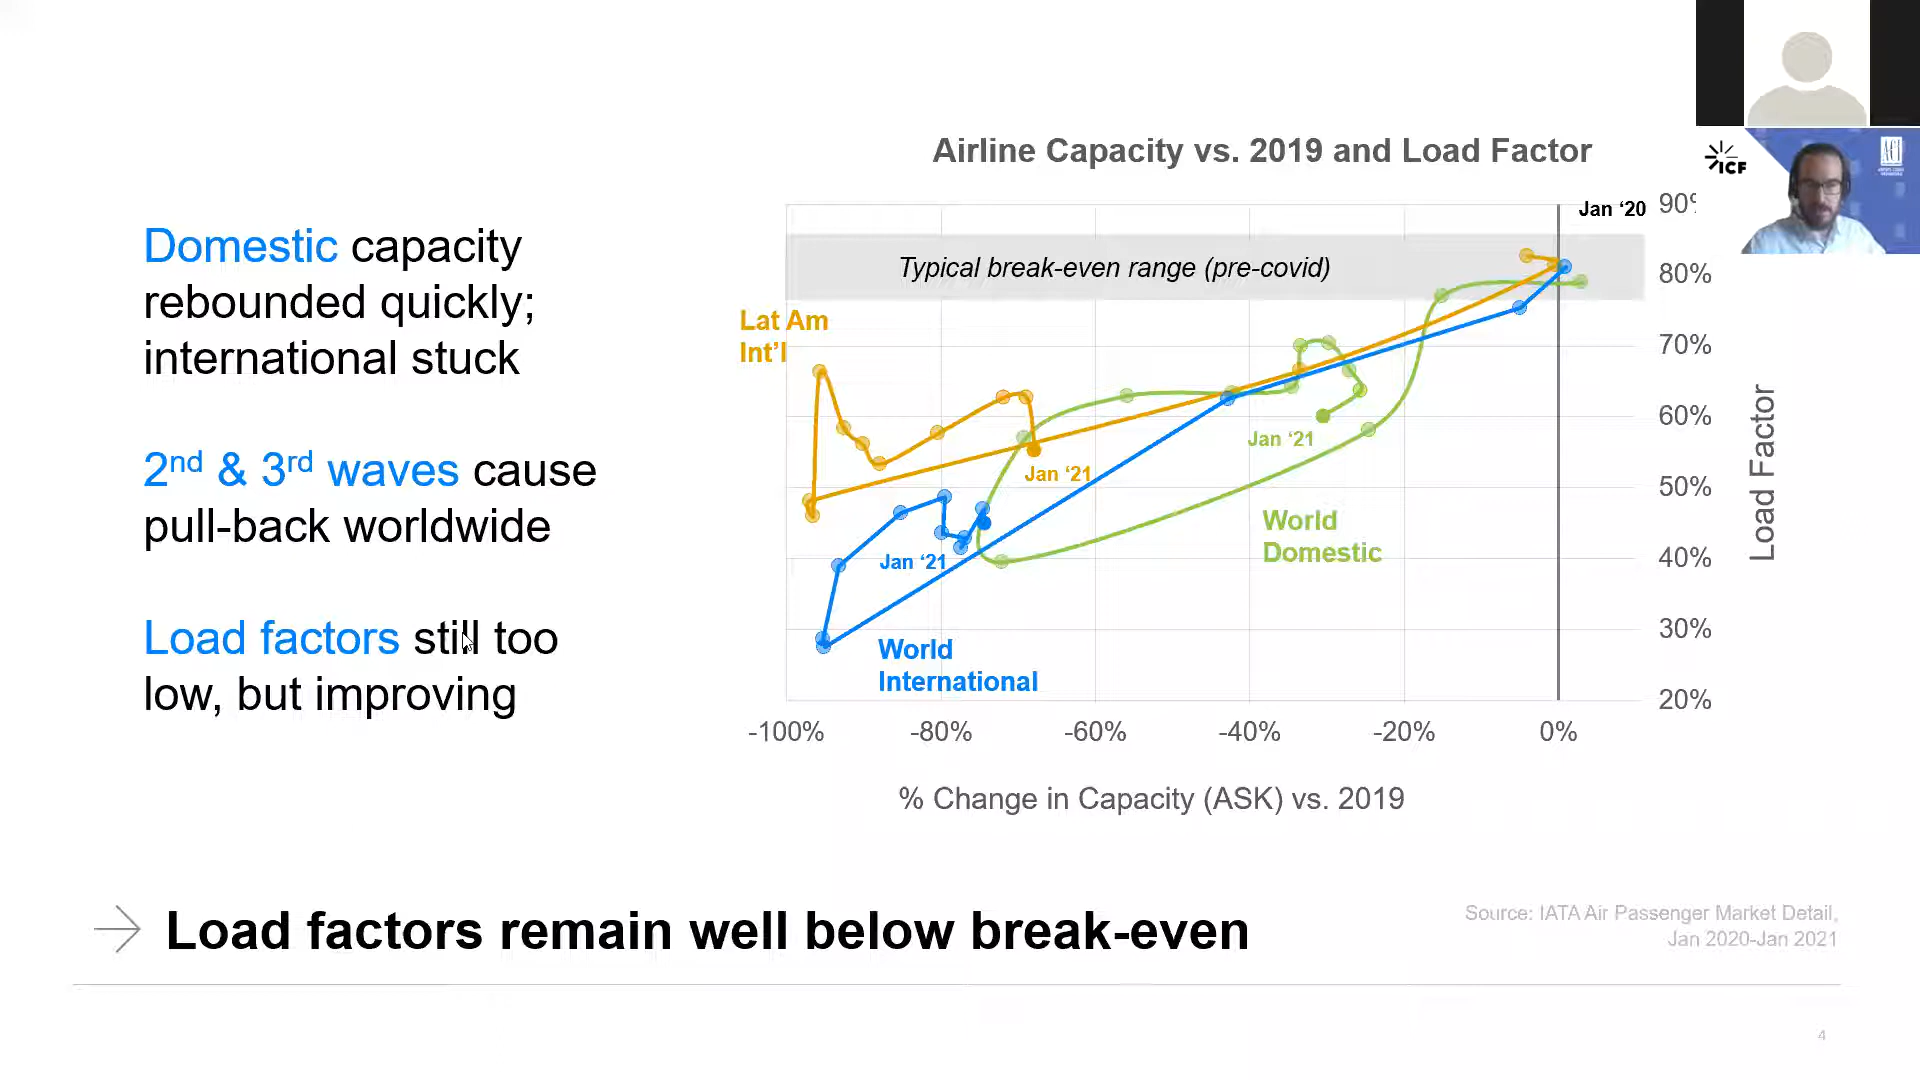 Airline Capacity vs. 2019 and Load Factor
Domestic capacity
rebounded quickly;
international stuck
2nd & 3rd waves cause
pull-back worldwide
Load factors still too
low, but improving
Jan ‘20
Typical break-even range (pre-covid)
Lat Am
Int’l
Jan ‘21
Jan ‘21
Jan ‘21
World
Domestic
World
International
90%
80%
70%
60%
50%
40%
30%
20%
Load Factor
-100%
-80%
-60%
-40%
-20%
0%
% Change in Capacity (ASK) vs. 2019
Load factors remain well below break-even
Source: IATA Air Passenger Market Detail,
Jan 2020-Jan 2021
4
ICF
ACI